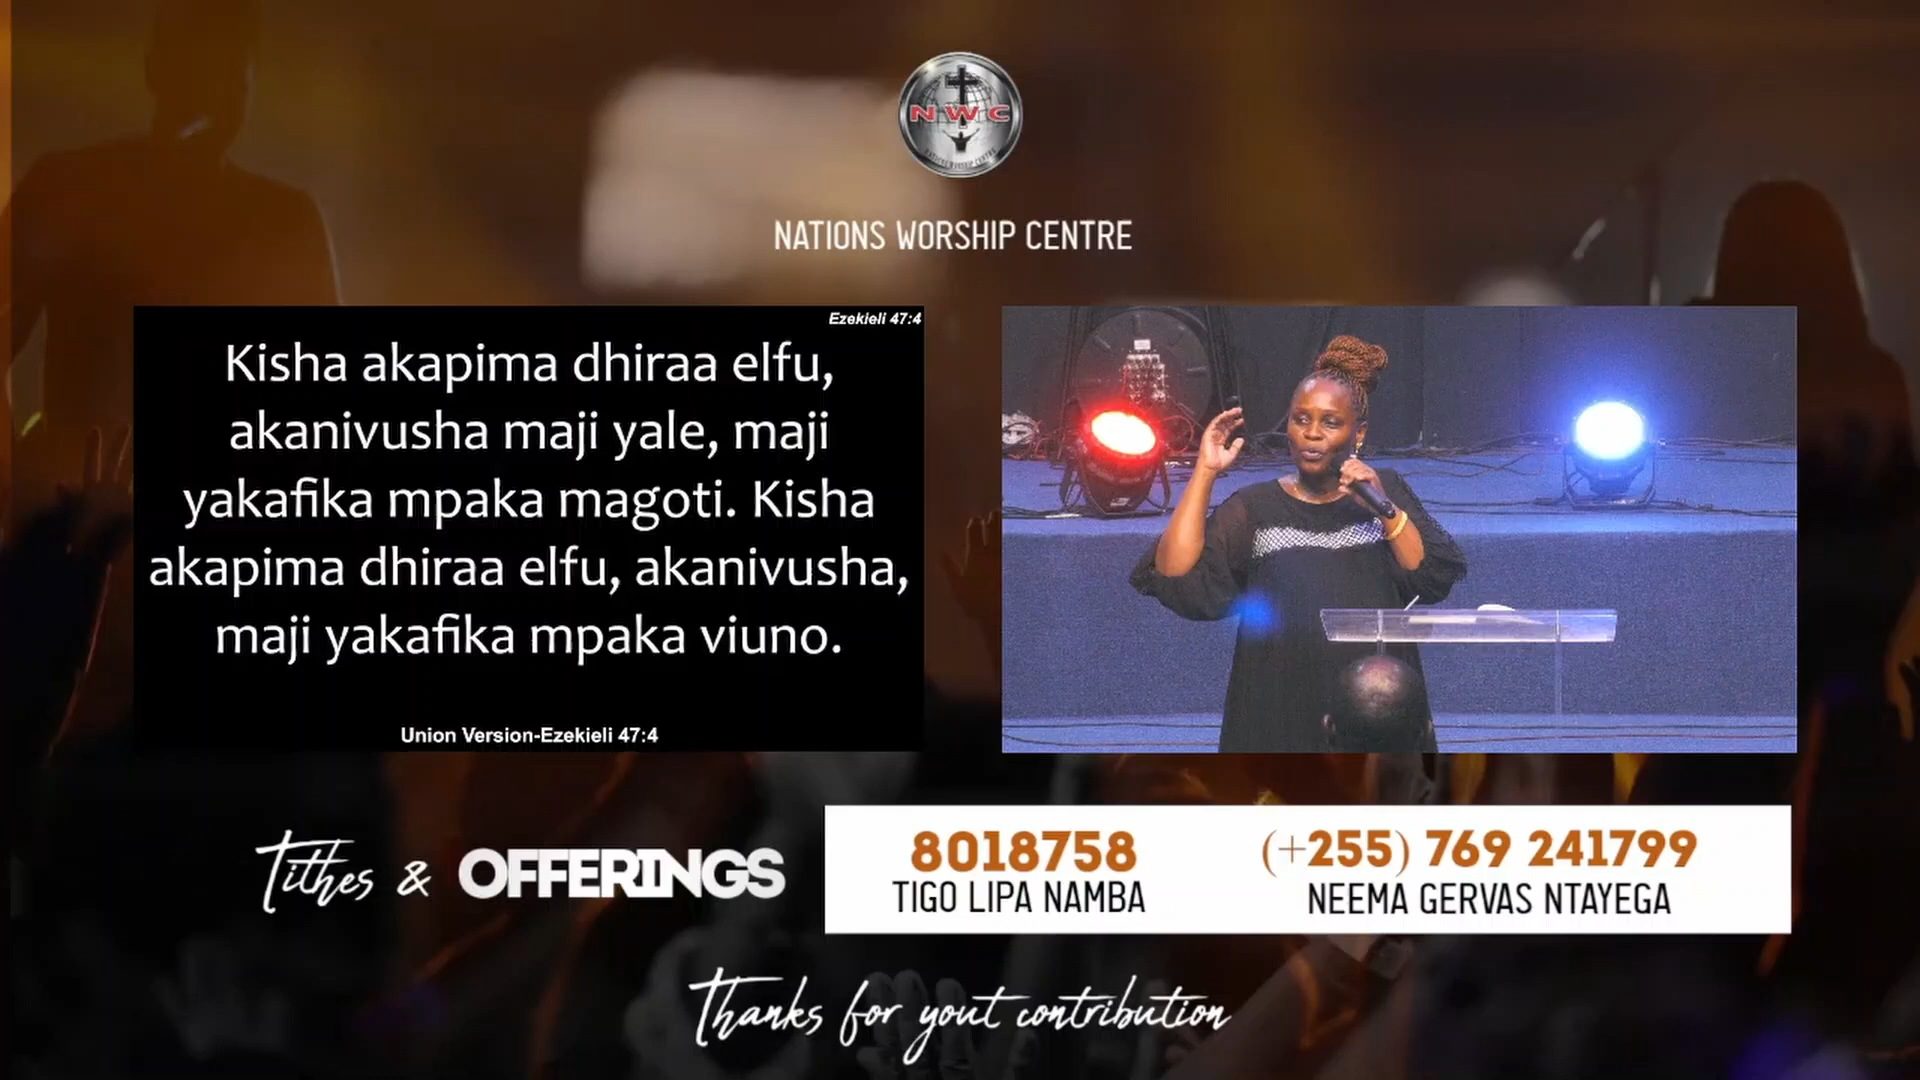 NWC
NATIONS WORSHIP CENTRE
Ezekieli 47:4
Kisha akapima dhiraa elfu,
akanivusha maji yale, maji
yakafika mpaka magoti. Kisha
akapima dhiraa elfu, akanivusha,
maji yakafika mpaka viuno.
Union Version-Ezekieli 47:4
Tithes & OFFERINGS
8018758
TIGO LIPA NAMBA
(+255) 769 241799
NEEMA GERVAS NTAYEGA
Thanks for yout contribution